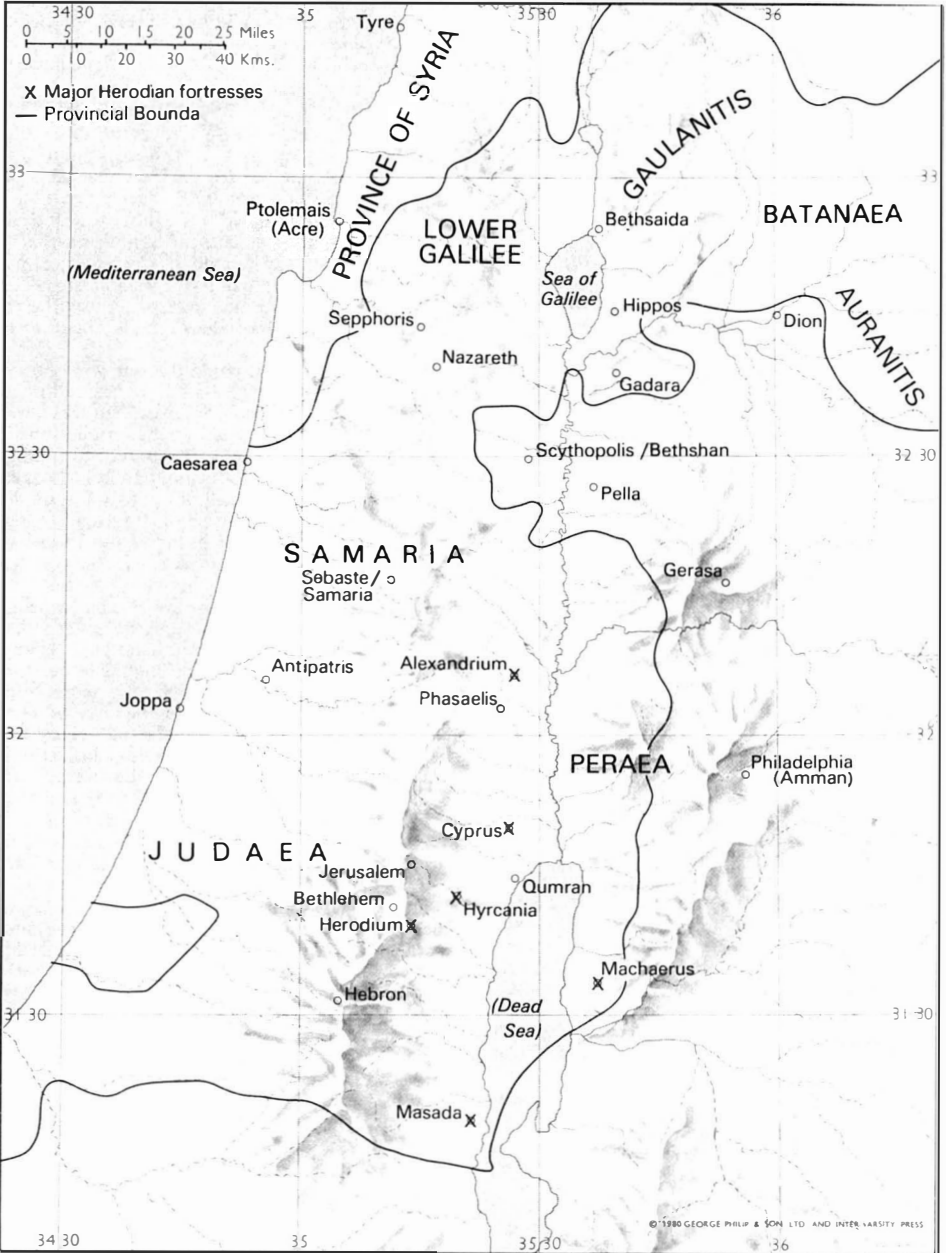 34 30
35
35 30
36
0 5 10 15 20 25 Miles
0 10 20 30 40 Kms.
X Major Herodian fortresses
— Provincial Bounda
Tyre
PROVINCE OF SYRIA
GAULANITIS
33
33
Ptolemais
(Acre)
LOWER
GALILEE
Bethsaida
BATANAEA
(Mediterranean Sea)
Sea of
Galilee
Hippos
AURANITIS
Sepphoris
Dion
Nazareth
Gadara
32 30
32 30
Caesarea
Scythopolis /Bethshan
Pella
SAMARIA
Sebaste/
Samaria
Gerasa
Antipatris
Alexandrium
Joppa
Phasaelis
32
32
PERAEA
Philadelphia
(Amman)
Cyprus
JUDAEA
Jerusalem
Qumran
Bethlehem
Hyrcania
Herodium
Machaerus
Hebron
(Dead
Sea)
31 30
31 30
Masada
© 1980 GEORGE PHILIP & SON LTD AND INTER VARSITY PRESS
34 30
35
35 30
36